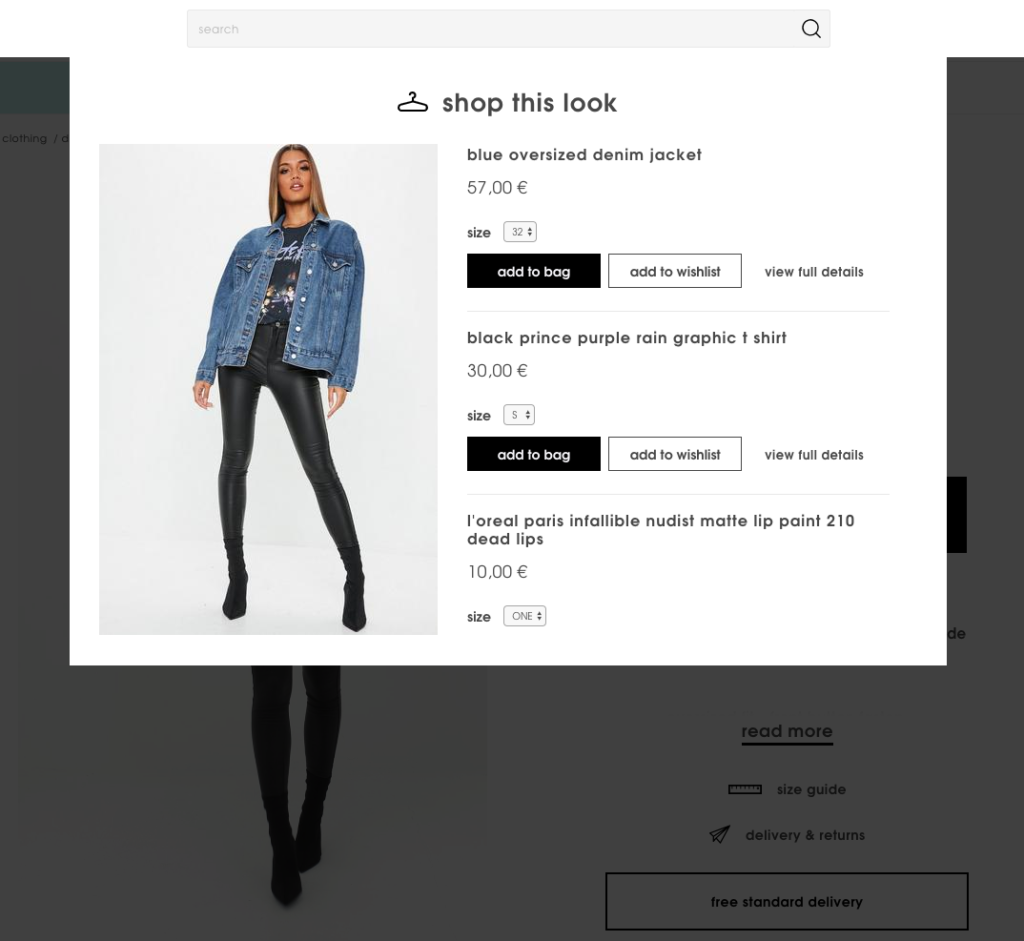 search
shop this look
clothing / d
blue oversized denim jacket
57,00 €
size 32
add to bag add to wishlist view full details
black prince purple rain graphic t shirt
30,00 €
size S
add to bag add to wishlist view full details
l'oreal paris infallible nudist matte lip paint 210
dead lips
10,00 €
size ONE
de
read more
size guide
delivery & returns
free standard delivery